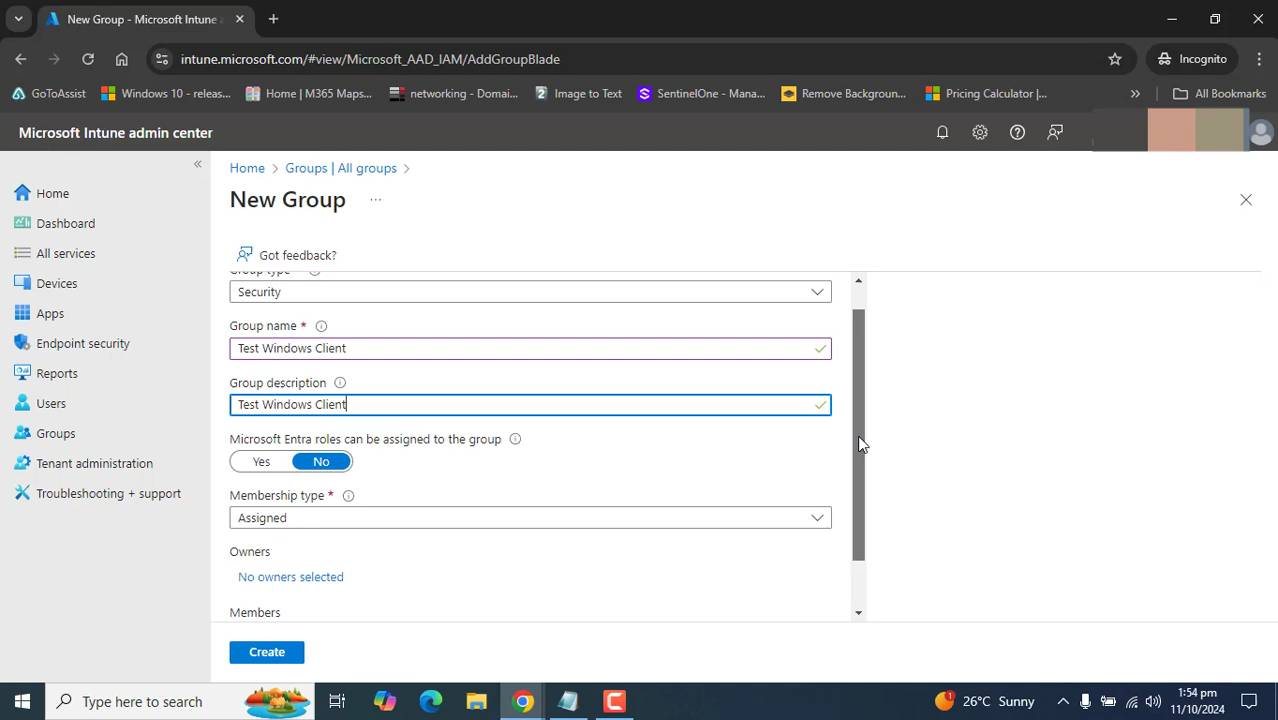 New Group - Microsoft Intune a
intune.microsoft.com/#view/Microsoft_AAD_IAM/AddGroupBlade
Incognito
GoToAssist
Windows 10 - releas...
Home | M365 Maps...
networking - Domai...
Image to Text
SentinelOne - Mana...
Remove Backgroun...
Pricing Calculator |...
All Bookmarks
Microsoft Intune admin center
Home
Dashboard
All services
Devices
Apps
Endpoint security
Reports
Users
Groups
Tenant administration
Troubleshooting + support
Home > Groups | All groups >
New Group ...
Got feedback?
Group type
Security
Group name *
Test Windows Client
Group description
Test Windows Client
Microsoft Entra roles can be assigned to the group
Yes No
Membership type *
Assigned
Owners
No owners selected
Members
Create
Type here to search
1
26°C Sunny
1:54 pm
11/10/2024